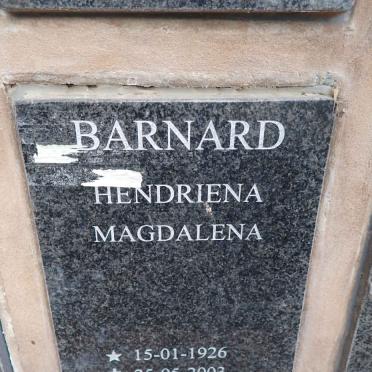 BARNARD
HENDRIENA
MAGDALENA
★ 15-01-1926